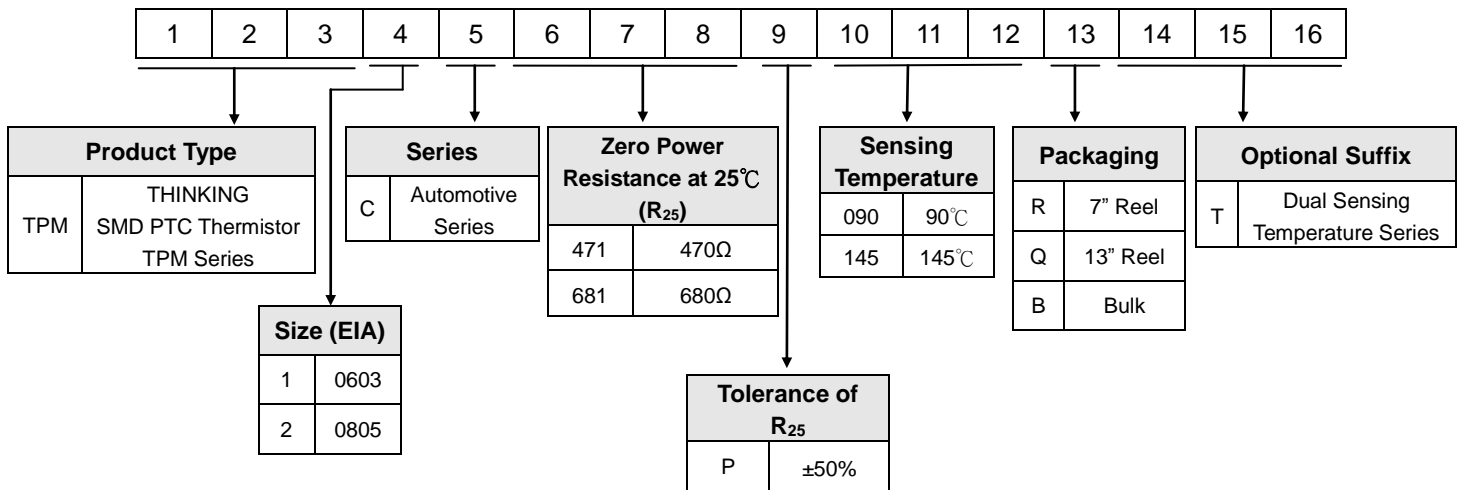 1 2 3 4 5 6 7 8 9 10 11 12 13 14 15 16
Product Type
TPM
THINKING
SMD PTC Thermistor
TPM Series
Size (EIA)
1 0603
2 0805
Series
C
Automotive
Series
Zero Power
Resistance at 25℃
(R25)
471 470Ω
681 680Ω
Tolerance of
R25
P ±50%
Sensing
Temperature
090 90℃
145 145℃
Packaging
R 7” Reel
Q 13” Reel
B Bulk
Optional Suffix
T
Dual Sensing
Temperature Series